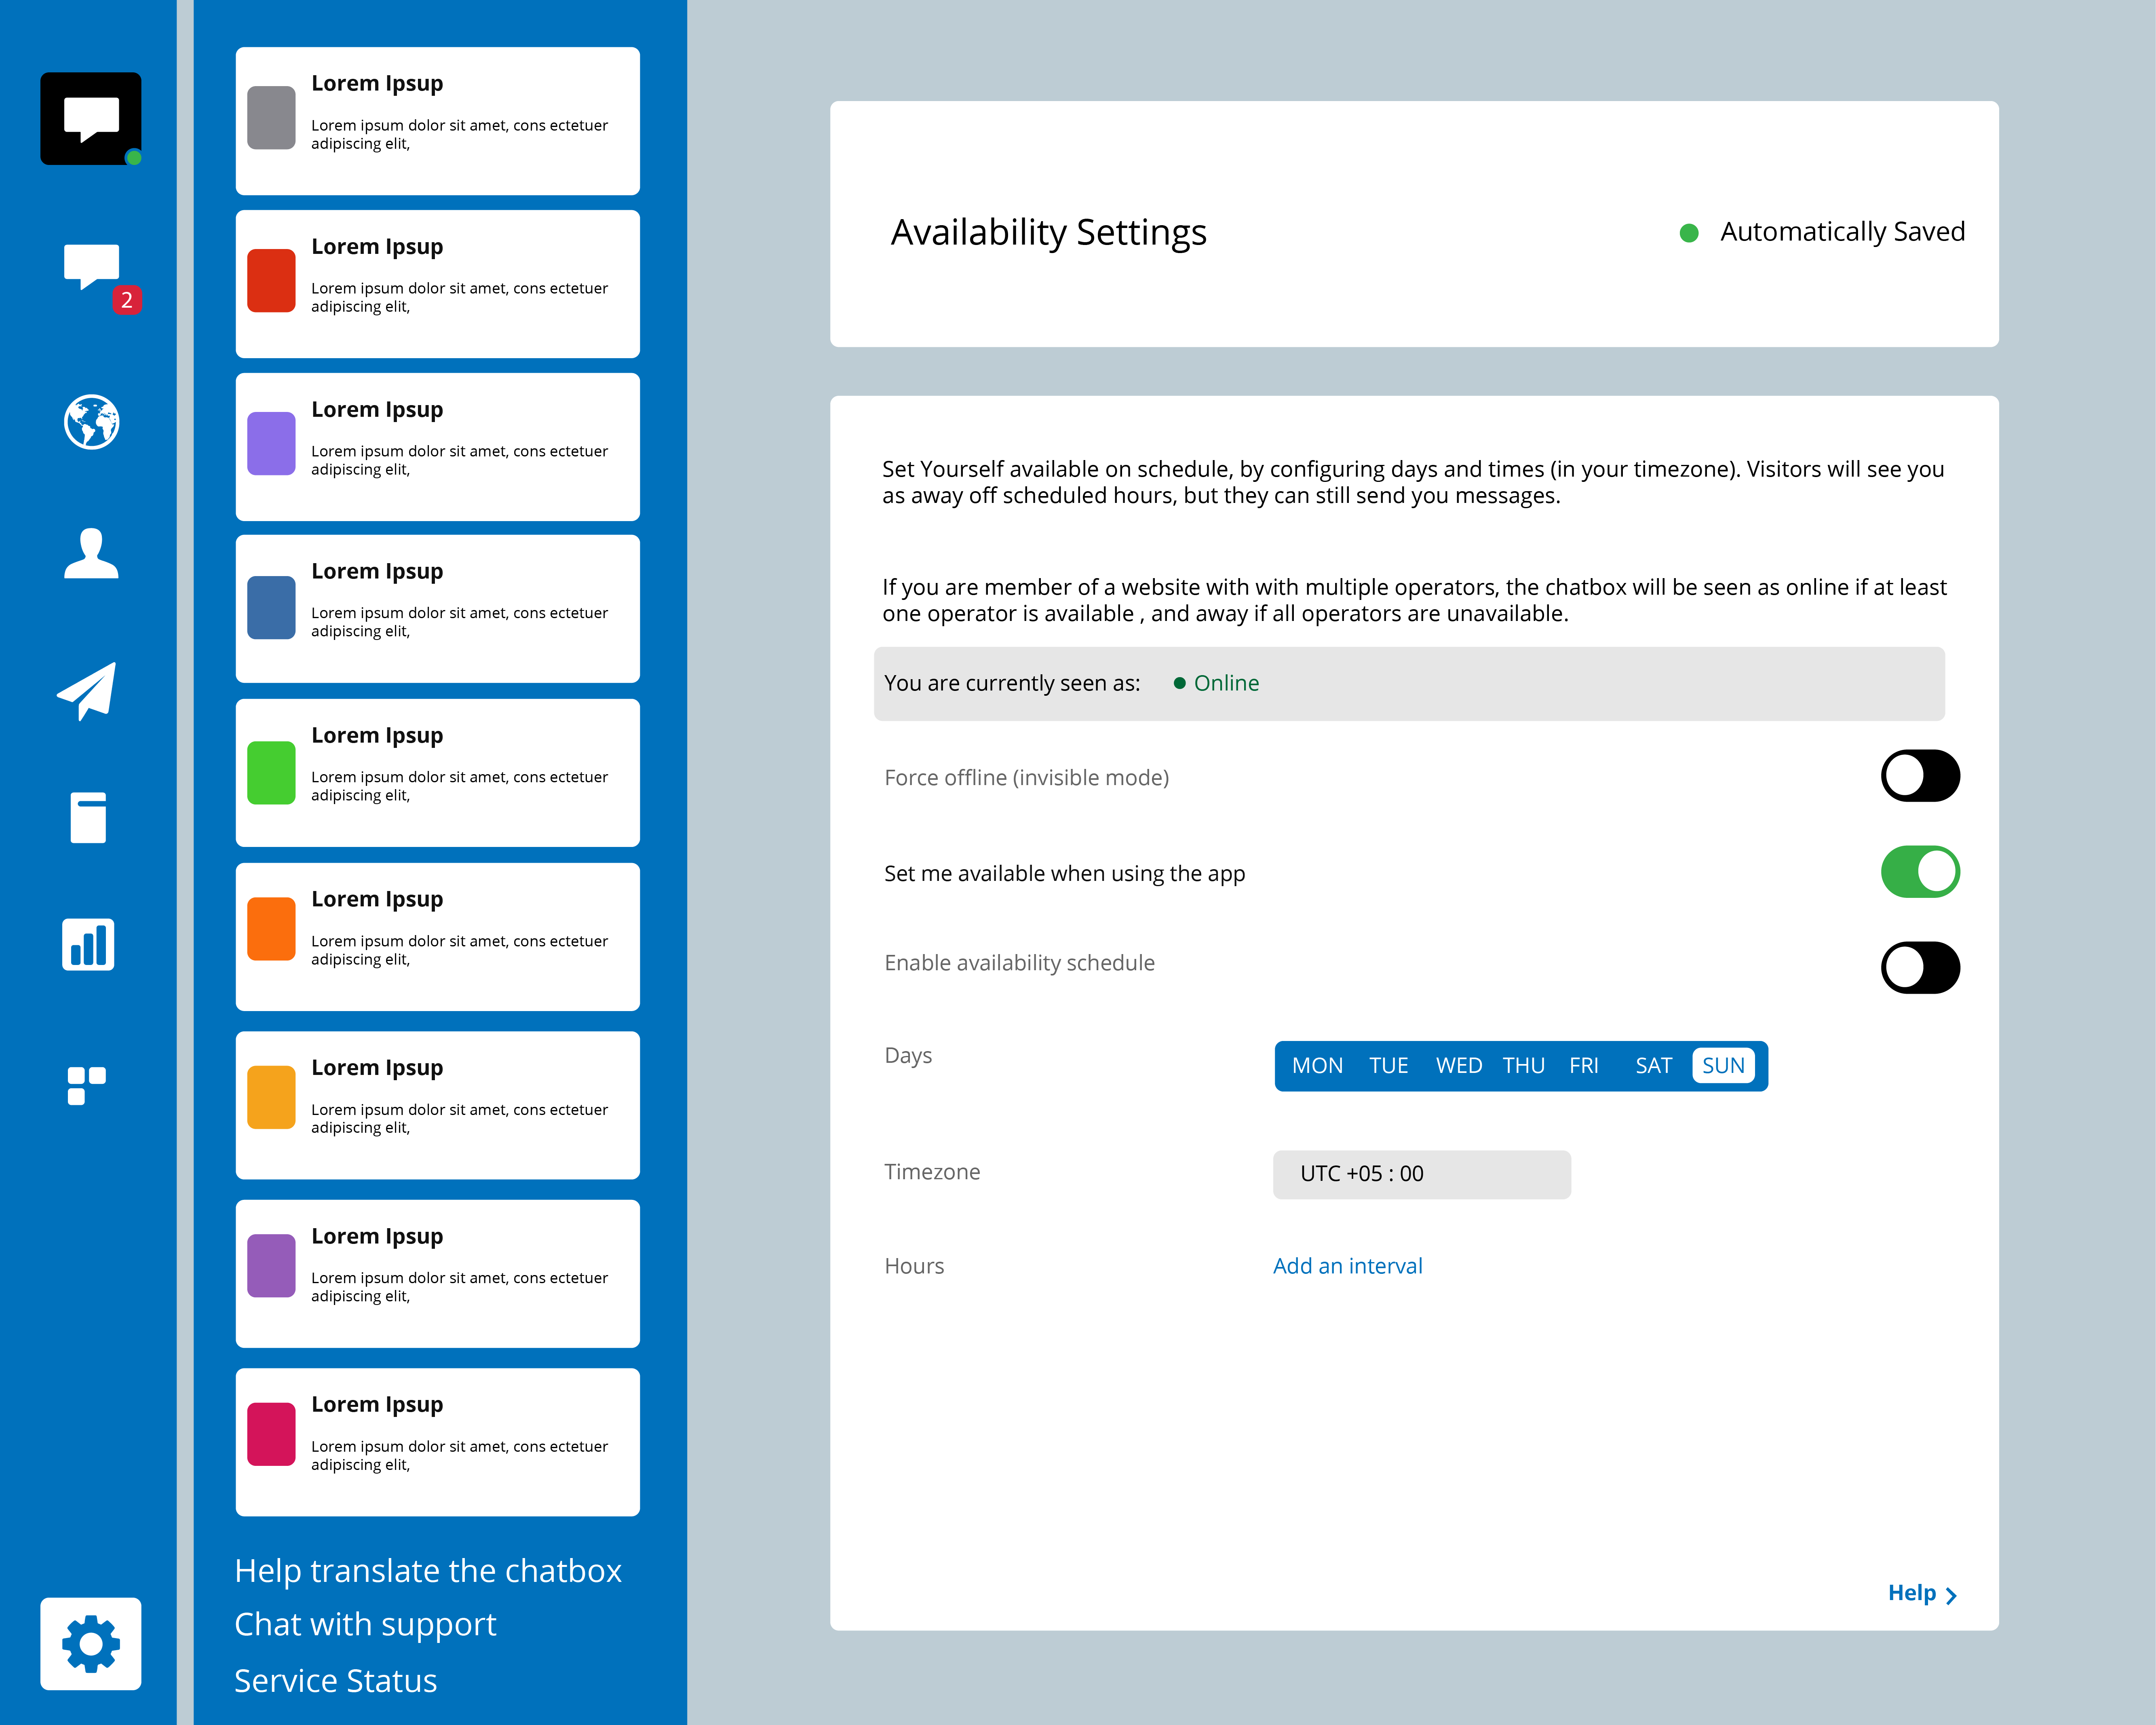 2
Lorem Ipsup
Lorem ipsum dolor sit amet, cons ectetuer
adipiscing elit,
Lorem Ipsup
Lorem ipsum dolor sit amet, cons ectetuer
adipiscing elit,
Lorem Ipsup
Lorem ipsum dolor sit amet, cons ectetuer
adipiscing elit,
Lorem Ipsup
Lorem ipsum dolor sit amet, cons ectetuer
adipiscing elit,
Lorem Ipsup
Lorem ipsum dolor sit amet, cons ectetuer
adipiscing elit,
Lorem Ipsup
Lorem ipsum dolor sit amet, cons ectetuer
adipiscing elit,
Lorem Ipsup
Lorem ipsum dolor sit amet, cons ectetuer
adipiscing elit,
Lorem Ipsup
Lorem ipsum dolor sit amet, cons ectetuer
adipiscing elit,
Lorem Ipsup
Lorem ipsum dolor sit amet, cons ectetuer
adipiscing elit,
Help translate the chatbox
Chat with support
Service Status
Availability Settings
Automatically Saved
Set Yourself available on schedule, by configuring days and times (in your timezone). Visitors will see you
as away off scheduled hours, but they can still send you messages.
If you are member of a website with with multiple operators, the chatbox will be seen as online if at least
one operator is available , and away if all operators are unavailable.
You are currently seen as: Online
Force offline (invisible mode)
Set me available when using the app
Enable availability schedule
Days MON TUE WED THU FRI SAT SUN
Timezone UTC +05 : 00
Hours Add an interval
Help